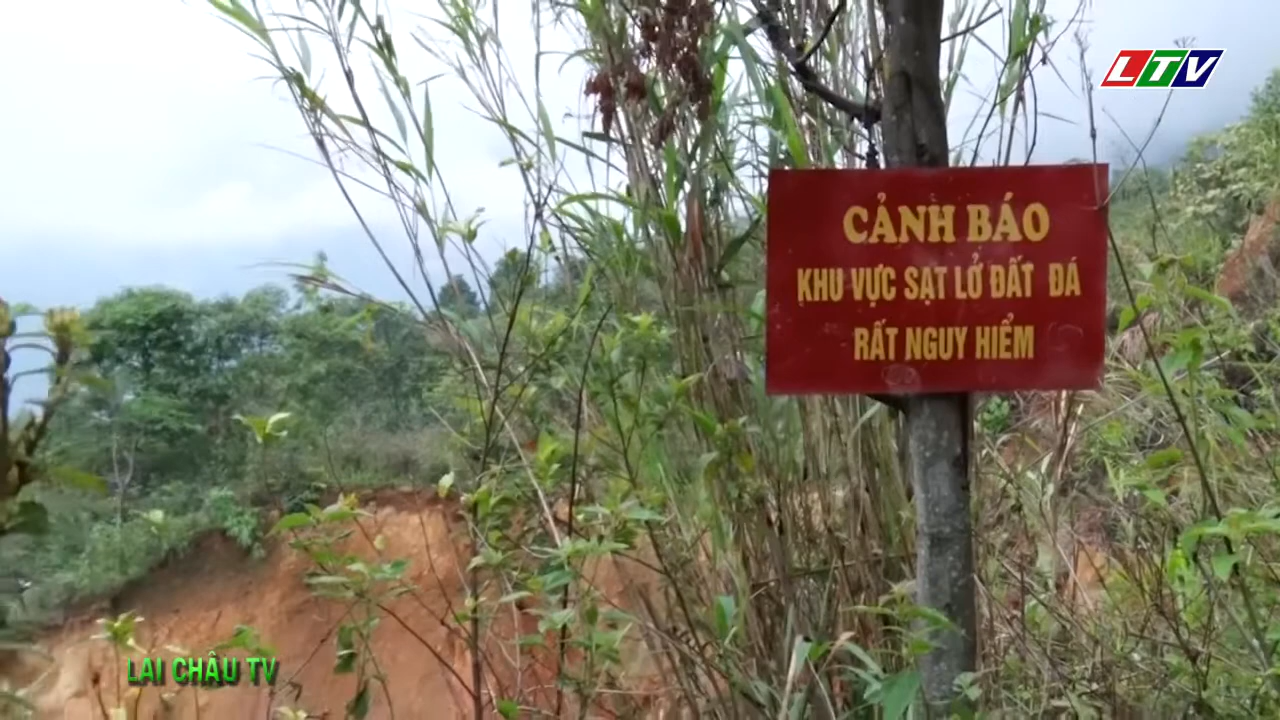 LTV
CẢNH BÁO
KHU VỰC SẠT LỞ ĐẤT ĐÁ
RẤT NGUY HIỂM
LAI CHÂU TV